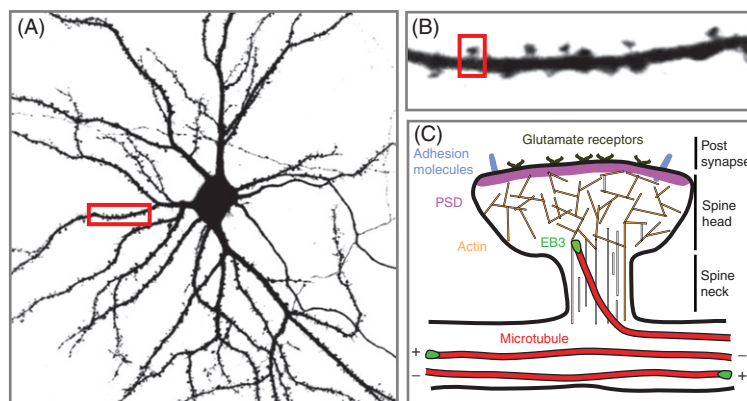 (A)
(B)
(C)
Glutamate receptors
Adhesion
molecules
PSD
Actin
EB3
Microtubule
Post
synapse
Spine
head
Spine
neck
+
−
−
+